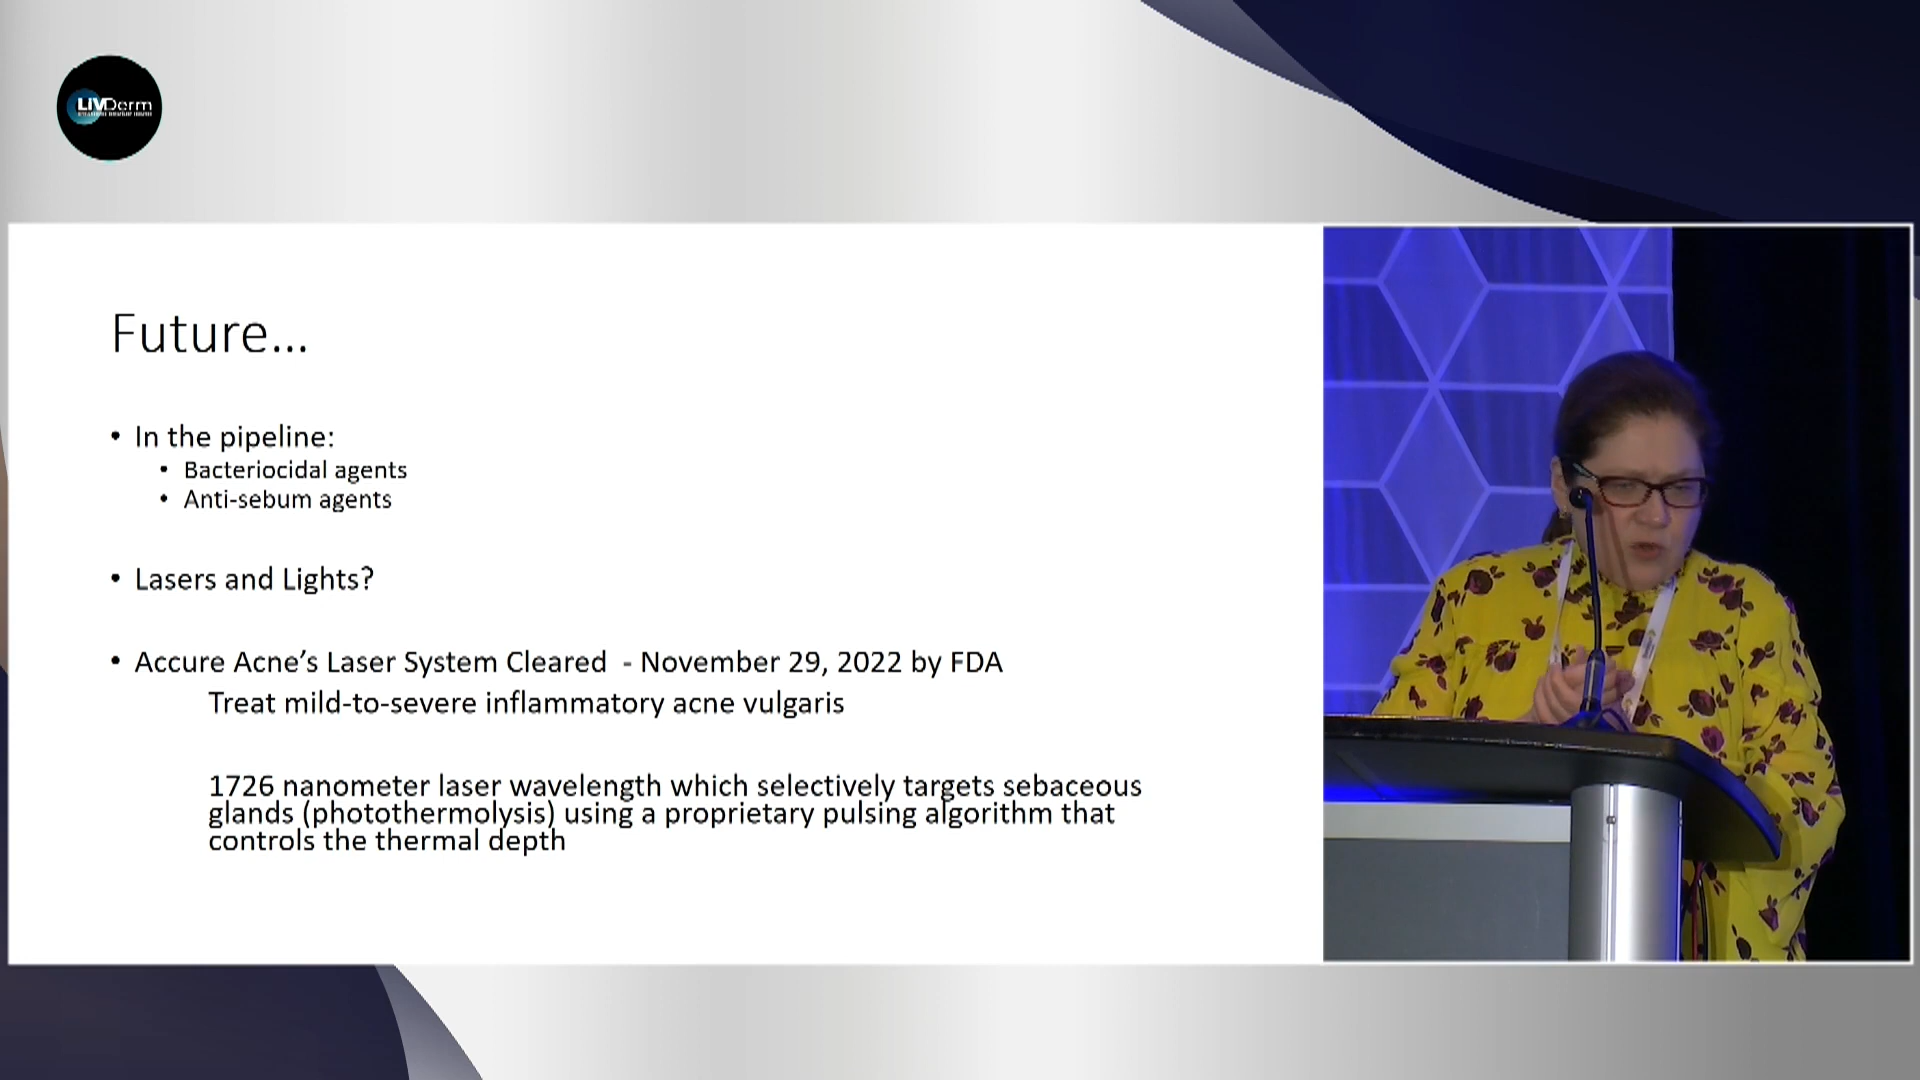 LIVDerm
Future...
• In the pipeline:
• Bacteriocidal agents
• Anti-sebum agents
• Lasers and Lights?
• Accure Acne’s Laser System Cleared - November 29, 2022 by FDA
Treat mild-to-severe inflammatory acne vulgaris
1726 nanometer laser wavelength which selectively targets sebaceous
glands (photothermolysis) using a proprietary pulsing algorithm that
controls the thermal depth